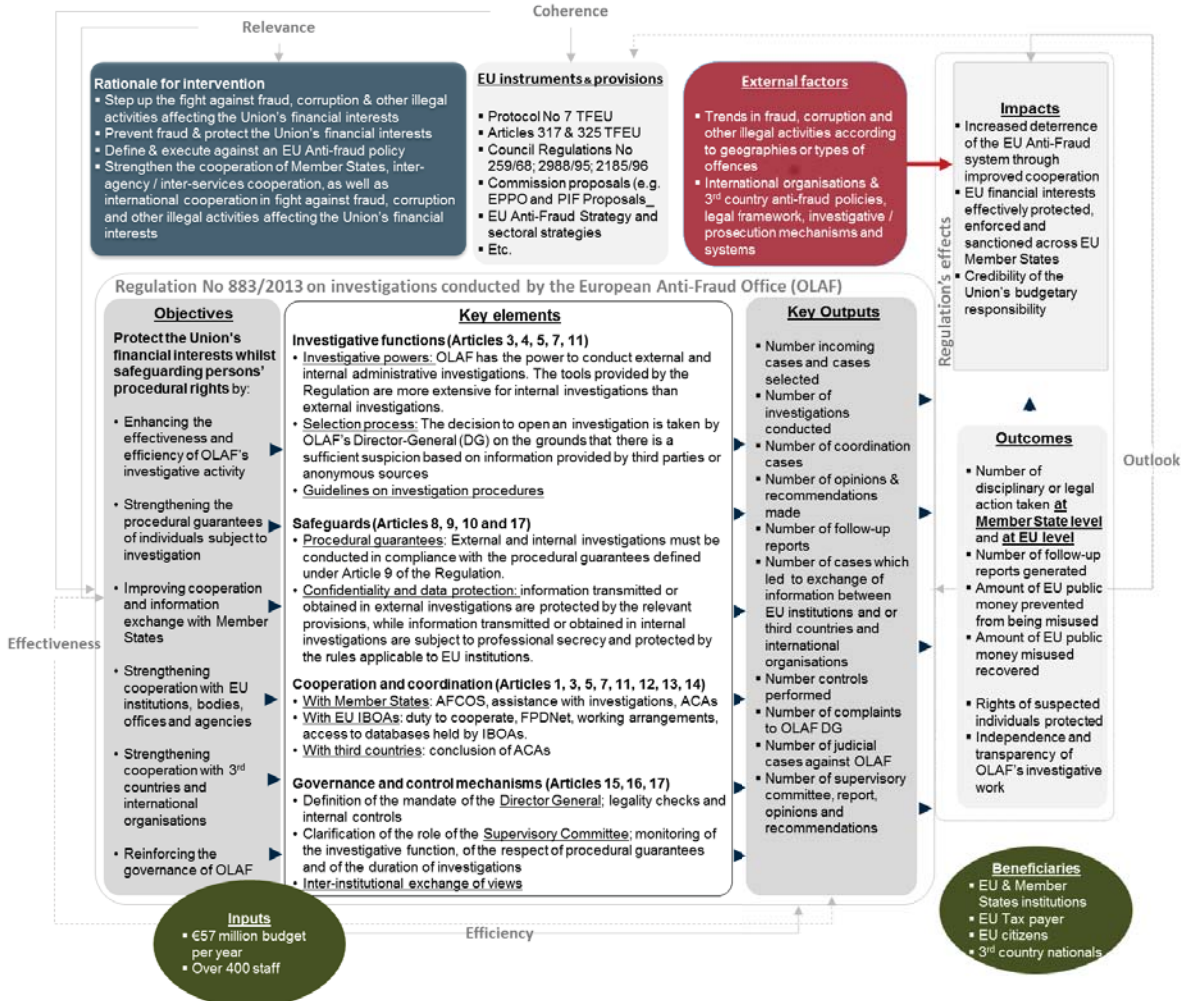 Coherence
Relevance
Rationale for intervention
▪ Step up the fight against fraud, corruption & other illegal
activities affecting the Union's financial interests
▪ Prevent fraud & protect the Union's financial interests
▪ Define & execute against an EU Anti-fraud policy
▪ Strengthen the cooperation of Member States, inter-
agency / inter-services cooperation, as well as
international cooperation in fight against fraud, corruption
and other illegal activities affecting the Union's financial
interests
EU instruments & provisions
▪ Protocol No 7 TFEU
▪ Articles 317 & 325 TFEU
▪ Council Regulations No
259/68; 2988/95; 2185/96
▪ Commission proposals (e.g.
EPPO and PIF Proposals_
▪ EU Anti-Fraud Strategy and
sectoral strategies
▪ Etc.
External factors
▪ Trends in fraud, corruption and
other illegal activities according
to geographies or types of
offences
▪ International organisations &
3rd country anti-fraud policies,
legal framework, investigative /
prosecution mechanisms and
systems
Impacts
▪ Increased deterrence
of the EU Anti-Fraud
system through
improved cooperation
▪ EU financial interests
effectively protected,
enforced and
sanctioned across EU
Member States
▪ Credibility of the
Union's budgetary
responsibility
Regulation's effects
Regulation No 883/2013 on investigations conducted by the European Anti-Fraud Office (OLAF)
Objectives
Protect the Union's
financial interests whilst
safeguarding persons'
procedural rights by:
• Enhancing the
effectiveness and
efficiency of OLAF's
investigative activity
• Strengthening the
procedural guarantees
of individuals subject to
investigation
• Improving cooperation
and information
exchange with Member
States
• Strengthening
cooperation with EU
institutions, bodies,
offices and agencies
• Strengthening
cooperation with 3rd
countries and
international
organisations
• Reinforcing the
governance of OLAF
Key elements
Investigative functions (Articles 3, 4, 5, 7, 11)
• Investigative powers: OLAF has the power to conduct external and
internal administrative investigations. The tools provided by the
Regulation are more extensive for internal investigations than
external investigations.
• Selection process: The decision to open an investigation is taken by
OLAF's Director-General (DG) on the grounds that there is a
sufficient suspicion based on information provided by third parties or
anonymous sources
• Guidelines on investigation procedures
Safeguards (Articles 8, 9, 10 and 17)
• Procedural guarantees: External and internal investigations must be
conducted in compliance with the procedural guarantees defined
under Article 9 of the Regulation.
• Confidentiality and data protection: information transmitted or
obtained in external investigations are protected by the relevant
provisions, while information transmitted or obtained in internal
investigations are subject to professional secrecy and protected by
the rules applicable to EU institutions.
Cooperation and coordination (Articles 1, 3, 5, 7, 11, 12, 13, 14)
• With Member States: AFCOS, assistance with investigations, ACAs
• With EU IBOAs: duty to cooperate, FPDNet, working arrangements,
access to databases held by IBOAs.
• With third countries: conclusion of ACAs
Governance and control mechanisms (Articles 15, 16, 17)
• Definition of the mandate of the Director General; legality checks and
internal controls
• Clarification of the role of the Supervisory Committee; monitoring of
the investigative function, of the respect of procedural guarantees
and of the duration of investigations
• Inter-institutional exchange of views
Key Outputs
▪ Number incoming
cases and cases
selected
▪ Number of
investigations
conducted
▪ Number of coordination
cases
▪ Number of opinions &
recommendations
made
▪ Number of follow-up
reports
▪ Number of cases which
led to exchange of
information between
EU institutions and or
third countries and
international
organisations
▪ Number controls
performed
▪ Number of complaints
to OLAF DG
▪ Number of judicial
cases against OLAF
▪ Number of supervisory
committee, report,
opinions and
recommendations
Outcomes
▪ Number of
disciplinary or legal
action taken at
Member State level
and at EU level
▪ Number of follow-up
reports generated
▪ Amount of EU public
money prevented
from being misused
▪ Amount of EU public
money misused
recovered
▪ Rights of suspected
individuals protected
▪ Independence and
transparency of
OLAF's investigative
work
Outlook
Effectiveness
Inputs
▪ €57 million budget
per year
▪ Over 400 staff
Efficiency
Beneficiaries
▪ EU & Member
States institutions
▪ EU Tax payer
▪ EU citizens
▪ 3rd country nationals